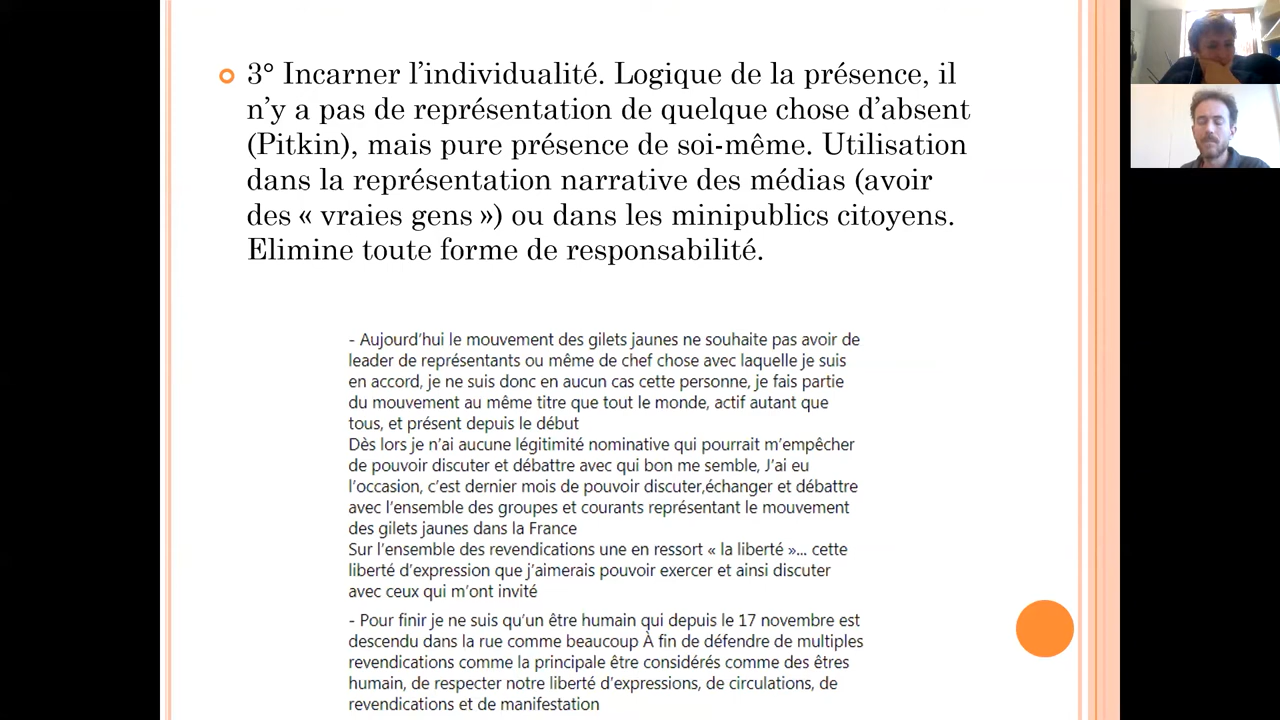 3° Incarner l'individualité. Logique de la présence, il
n'y a pas de représentation de quelque chose d'absent
(Pitkin), mais pure présence de soi-même. Utilisation
dans la représentation narrative des médias (avoir
des « vraies gens ») ou dans les minipublics citoyens.
Elimine toute forme de responsabilité.
- Aujourd'hui le mouvement des gilets jaunes ne souhaite pas avoir de
leader de représentants ou même de chef chose avec laquelle je suis
en accord, je ne suis donc en aucun cas cette personne, je fais partie
du mouvement au même titre que tout le monde, actif autant que
tous, et présent depuis le début
Dès lors je n'ai aucune légitimité nominative qui pourrait m'empêcher
de pouvoir discuter et débattre avec qui bon me semble, J'ai eu
l'occasion, c'est dernier mois de pouvoir discuter,échanger et débattre
avec l'ensemble des groupes et courants représentant le mouvement
des gilets jaunes dans la France
Sur l'ensemble des revendications une en ressort « la liberté »... cette
liberté d'expression que j'aimerais pouvoir exercer et ainsi discuter
avec ceux qui m'ont invité
- Pour finir je ne suis qu'un être humain qui depuis le 17 novembre est
descendu dans la rue comme beaucoup À fin de défendre de multiples
revendications comme la principale être considérés comme des êtres
humain, de respecter notre liberté d'expressions, de circulations, de
revendications et de manifestation